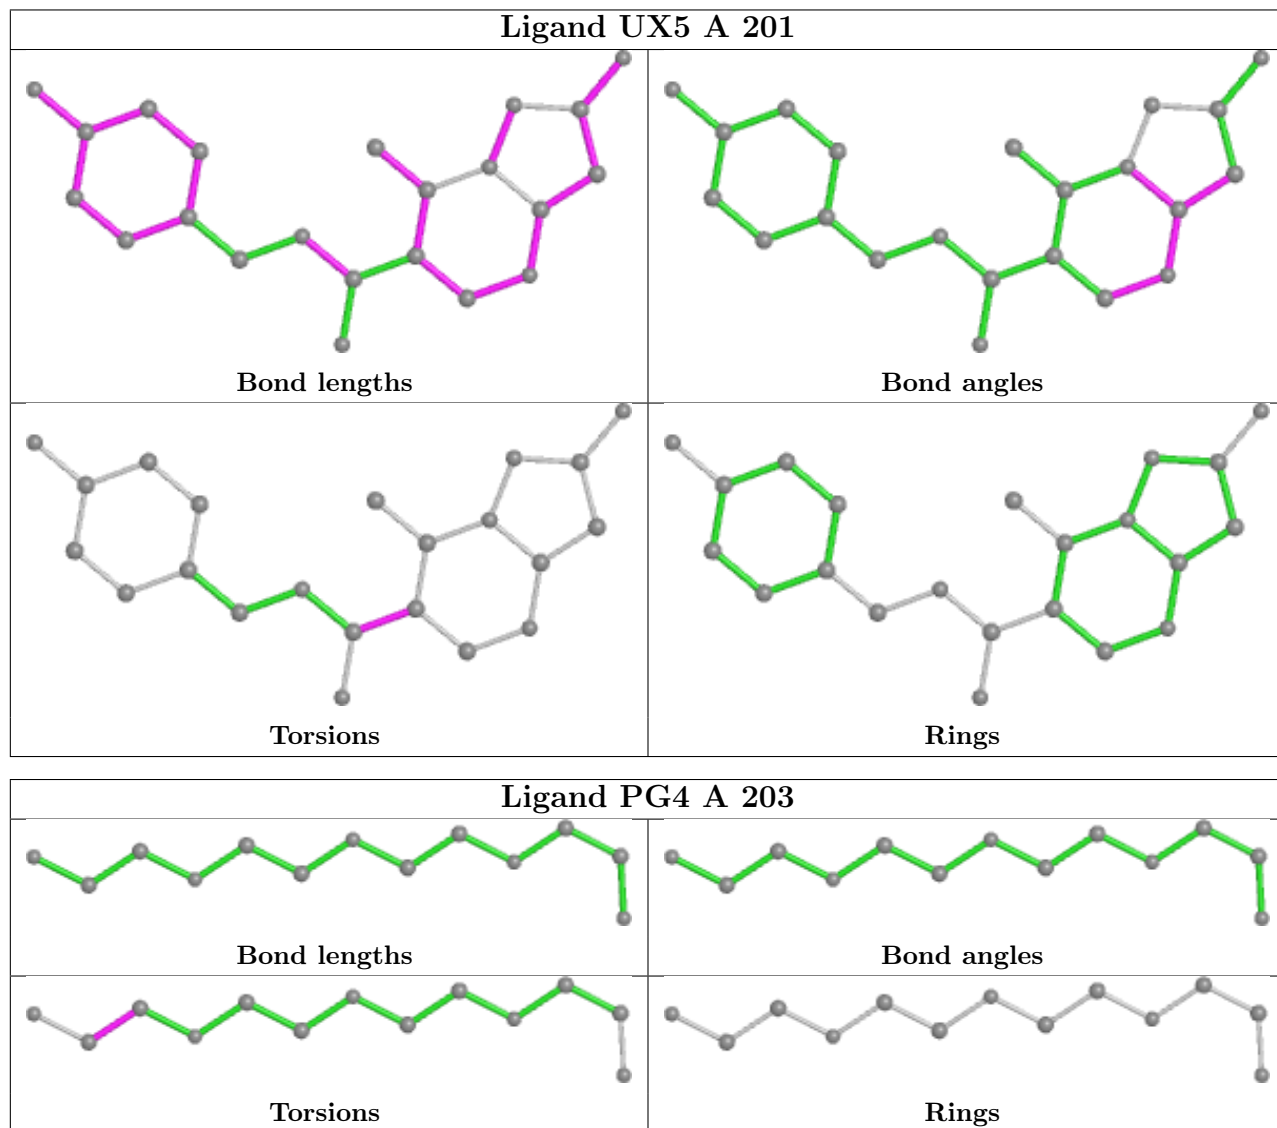 Ligand UX5 A 201
Bond lengths
Bond angles
Torsions
Rings
Ligand PG4 A 203
Bond lengths
Bond angles
Torsions
Rings